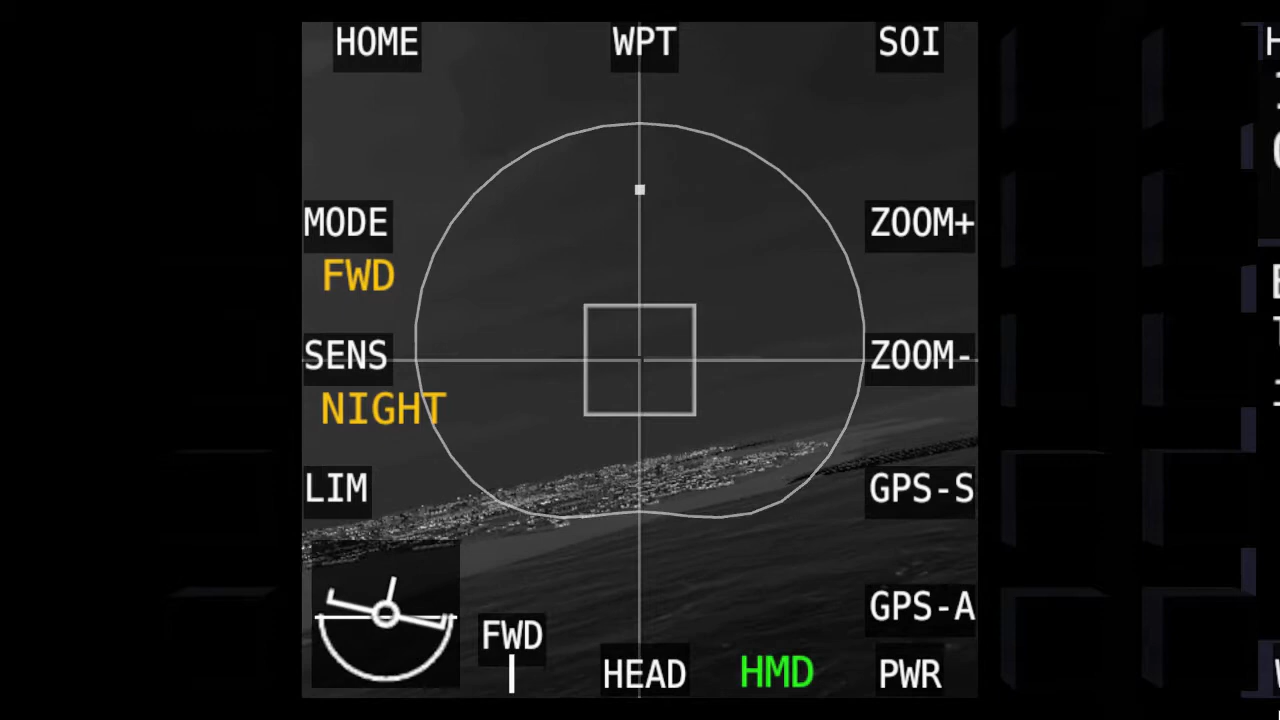 HOME WPT SOI
MODE ZOOM+
FWD
SENS ZOOM-
NIGHT
LIM GPS-S
GPS-A
FWD
HEAD HMD PWR